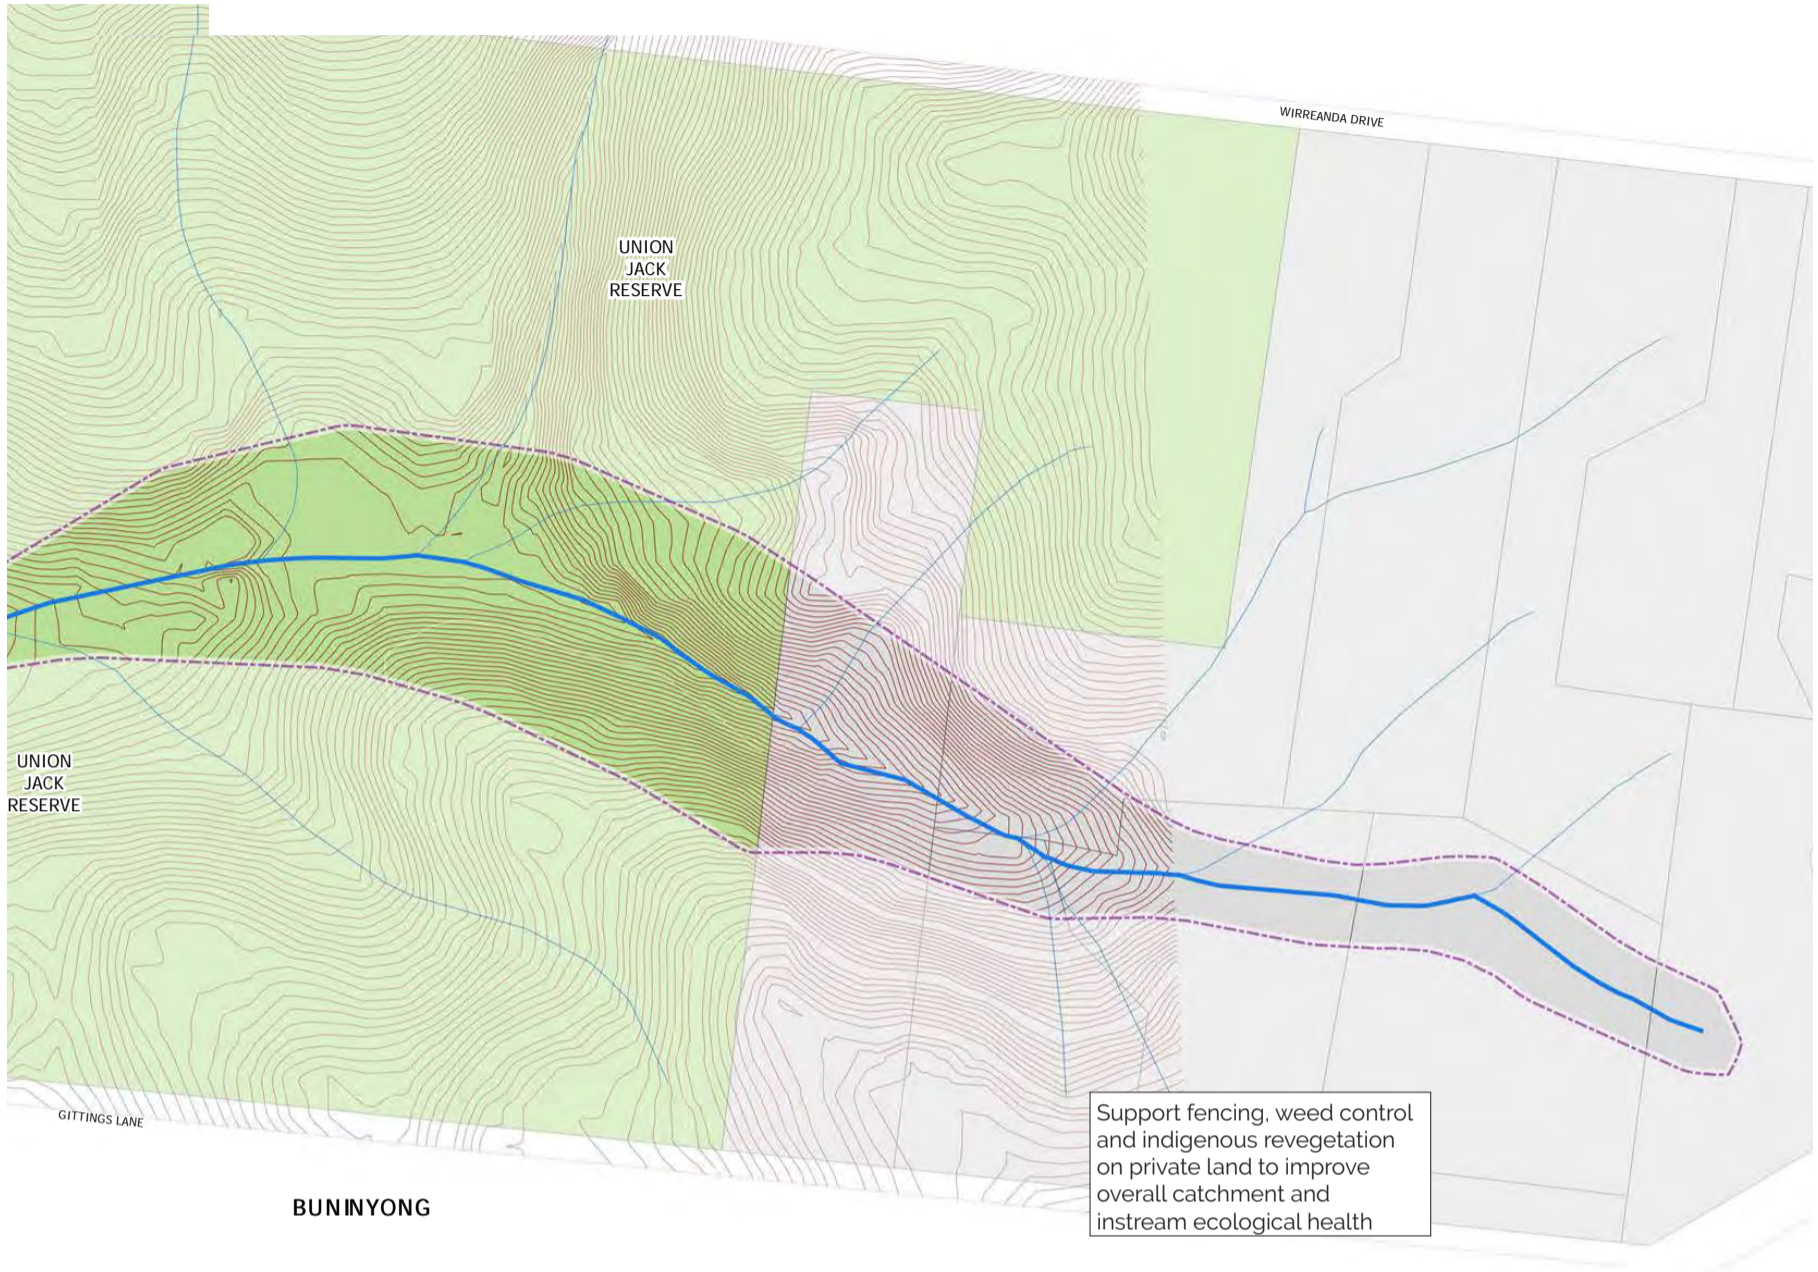 WIRREANDA DRIVE
UNION
JACK
RESERVE
UNION
JACK
RESERVE
GITTINGS LANE
BUNINYONG
Support fencing, weed control
and indigenous revegetation
on private land to improve
overall catchment and
instream ecological health